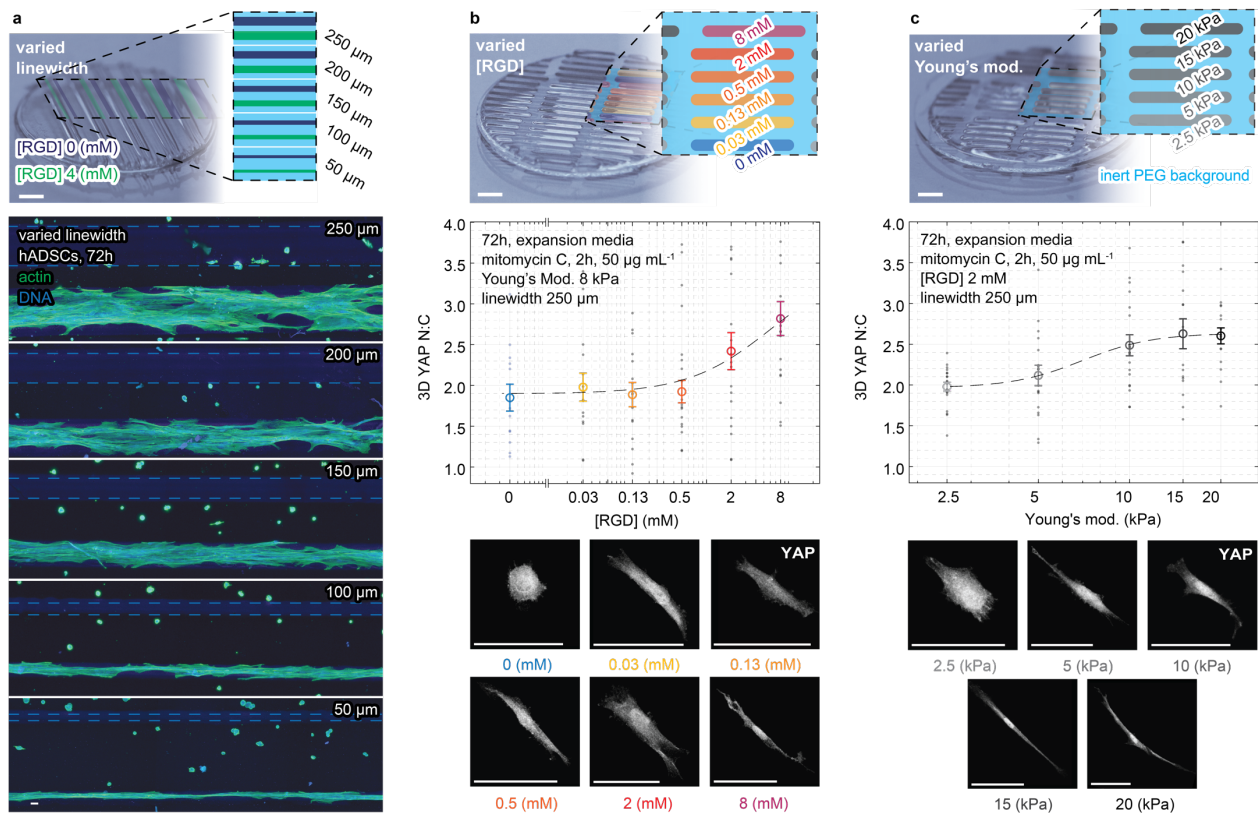 a
varied
linewidth
250 µm
200 µm
150 µm
100 µm
50 µm
[RGD] 0 (mM)
[RGD] 4 (mM)
varied linewidth
hADSCs, 72h
actin
DNA
250 µm
200 µm
150 µm
100 µm
50 µm
b
varied
[RGD]
8 mM
2 mM
0.5 mM
0.13 mM
0.03 mM
0 mM
72h, expansion media
mitomycin C, 2h, 50 µg mL⁻¹
Young's Mod. 8 kPa
linewidth 250 µm
3D YAP N:C
4.0
3.5
3.0
2.5
2.0
1.5
1.0
0
0.03
0.13
0.5
2
8
[RGD] (mM)
YAP
0 (mM)
0.03 (mM)
0.13 (mM)
0.5 (mM)
2 (mM)
8 (mM)
c
varied
Young's mod.
20 kPa
15 kPa
10 kPa
5 kPa
2.5 kPa
inert PEG background
72h, expansion media
mitomycin C, 2h, 50 µg mL⁻¹
[RGD] 2 mM
linewidth 250 µm
3D YAP N:C
4.0
3.5
3.0
2.5
2.0
1.5
1.0
2.5
5
10
15
20
Young's mod. (kPa)
YAP
2.5 (kPa)
5 (kPa)
10 (kPa)
15 (kPa)
20 (kPa)